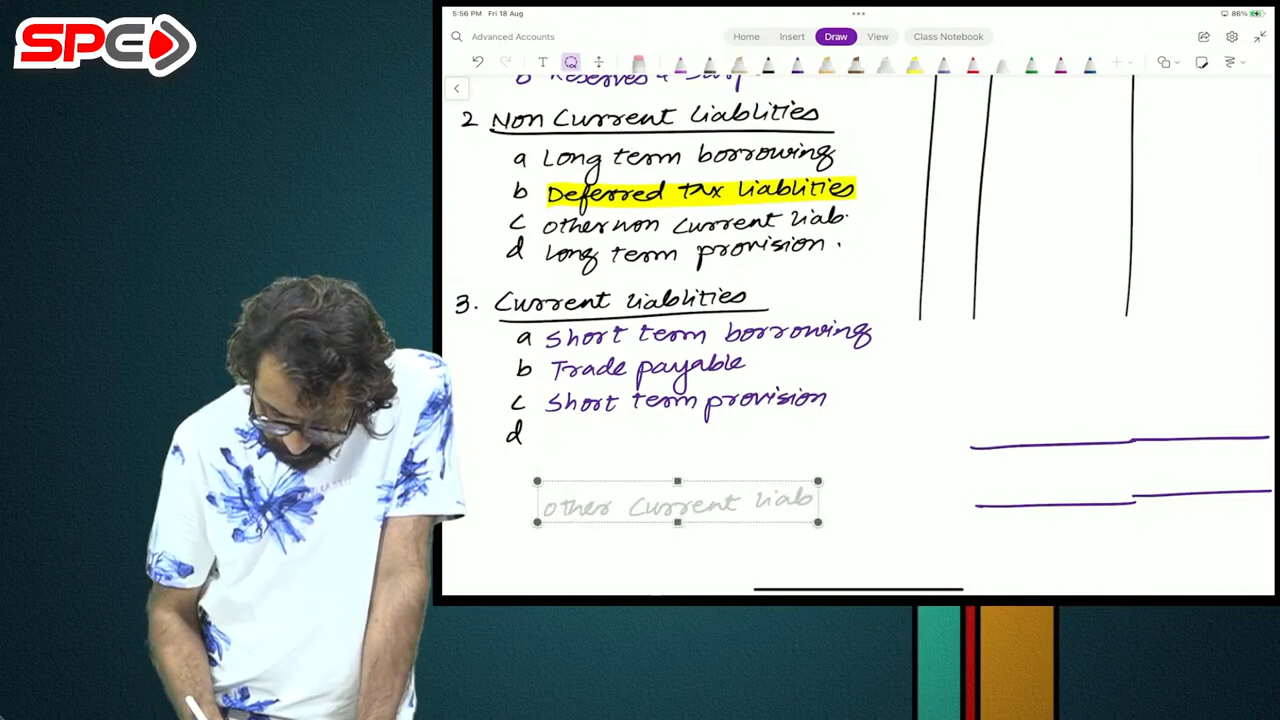 SPE
5:56 PM Fri 18 Aug
86%
Advanced Accounts
Home Insert Draw View Class Notebook
Reserves &
2 Non Current Liablities
a Long term borrowing
b Deferred tax Liablities
c other non Current Liab.
d Long term provision.
3. Current Liablities
a Short term borrowing
b Trade payable
c Short term provision
d
other Current Liab